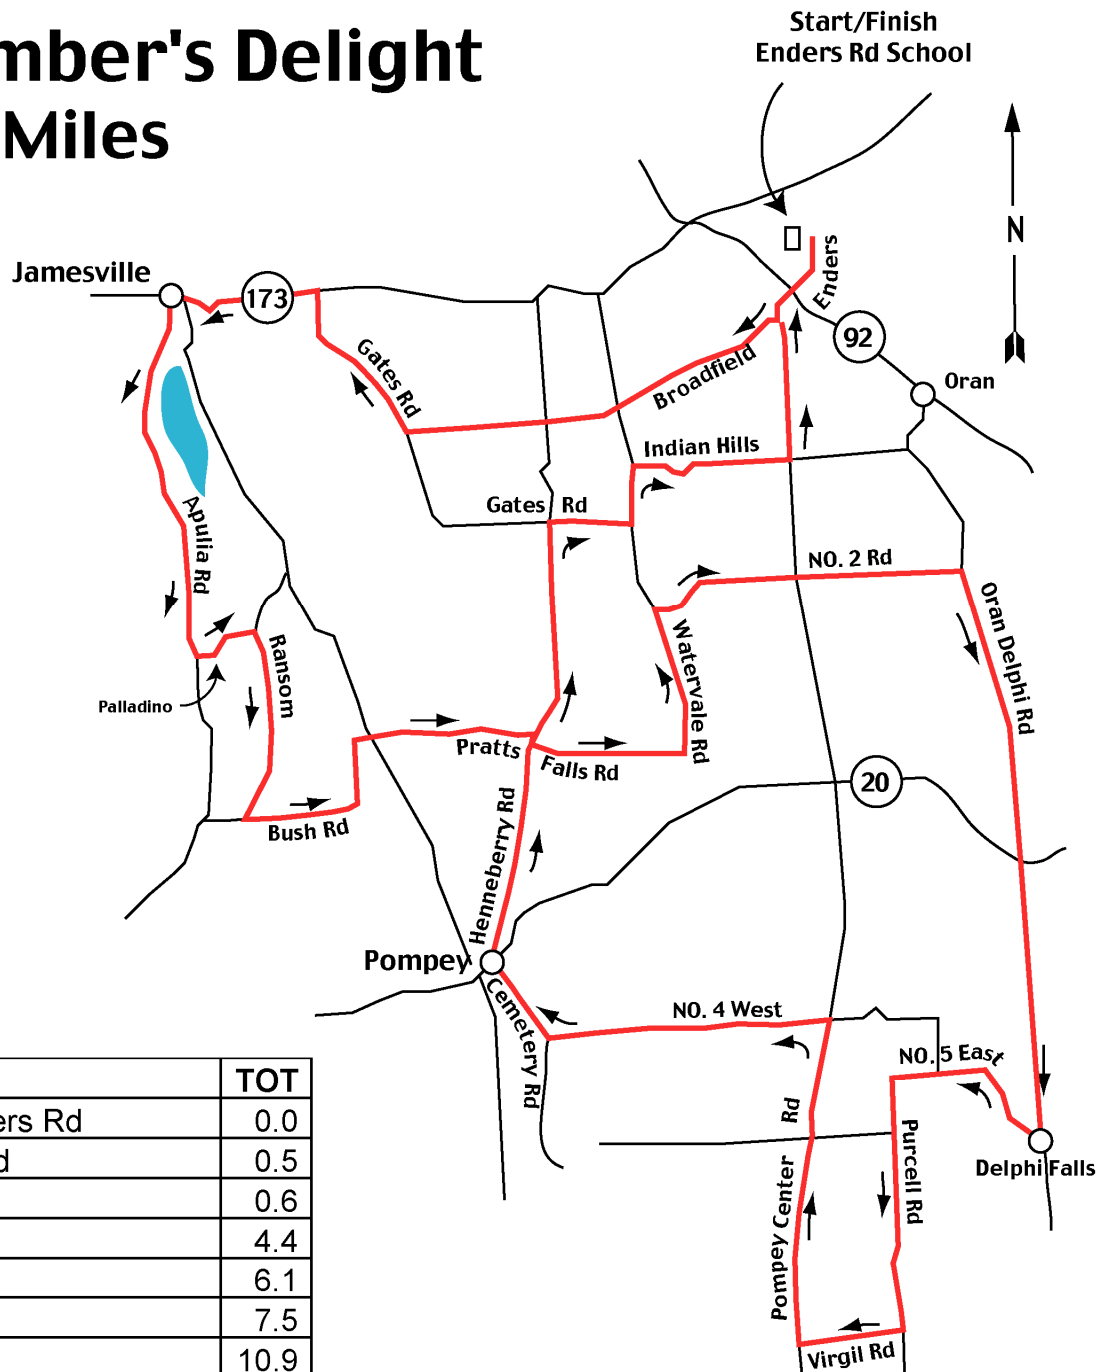 mber's Delight
Miles
Start/Finish
Enders Rd School
N
Jamesville
173
Enders
92
Oran
Gates Rd
Broadfield
Indian Hills
Gates Rd
Apulia Rd
NO. 2 Rd
Oran Delphi Rd
Ransom
Watervale Rd
Palladino
Pratts
Falls Rd
20
Bush Rd
Henneberry Rd
Pompey
Cemetery Rd
NO. 4 West
NO. 5 East
Purcell Rd
Delphi Falls
Pompey Center Rd
Virgil Rd
TOT
ers Rd 0.0
d 0.5
0.6
4.4
6.1
7.5
10.9